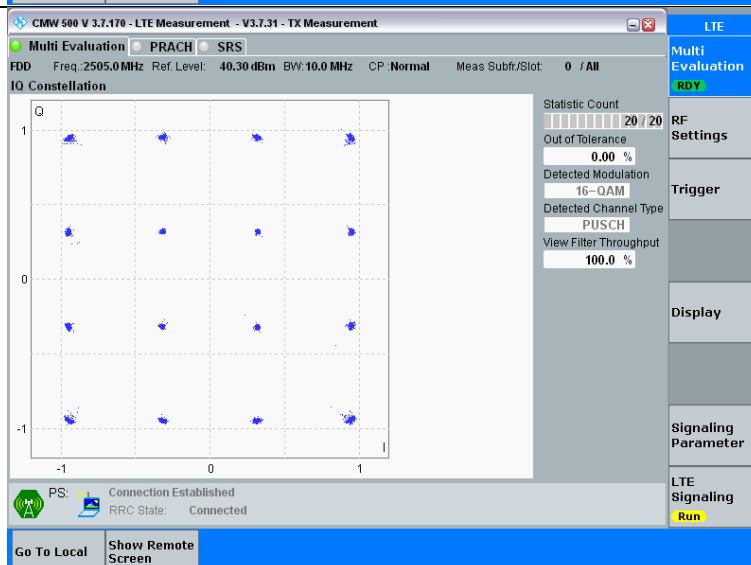 CMW 500 V 3.7.170 - LTE Measurement - V3.7.31 - TX Measurement
LTE
Multi Evaluation PRACH SRS
Multi
Evaluation
RDY
FDD Freq.:2505.0 MHz Ref. Level: 40.30 dBm BW:10.0 MHz CP :Normal Meas Subfr./Slot: 0 / All
IQ Constellation
Q
1
0
-1
I
-1 0 1
Statistic Count
20 / 20
Out of Tolerance
0.00 %
Detected Modulation
16-QAM
Detected Channel Type
PUSCH
View Filter Throughput
100.0 %
RF
Settings
Trigger
Display
Signaling
Parameter
LTE
Signaling
Run
PS: Connection Established
RRC State: Connected
Go To Local
Show Remote
Screen